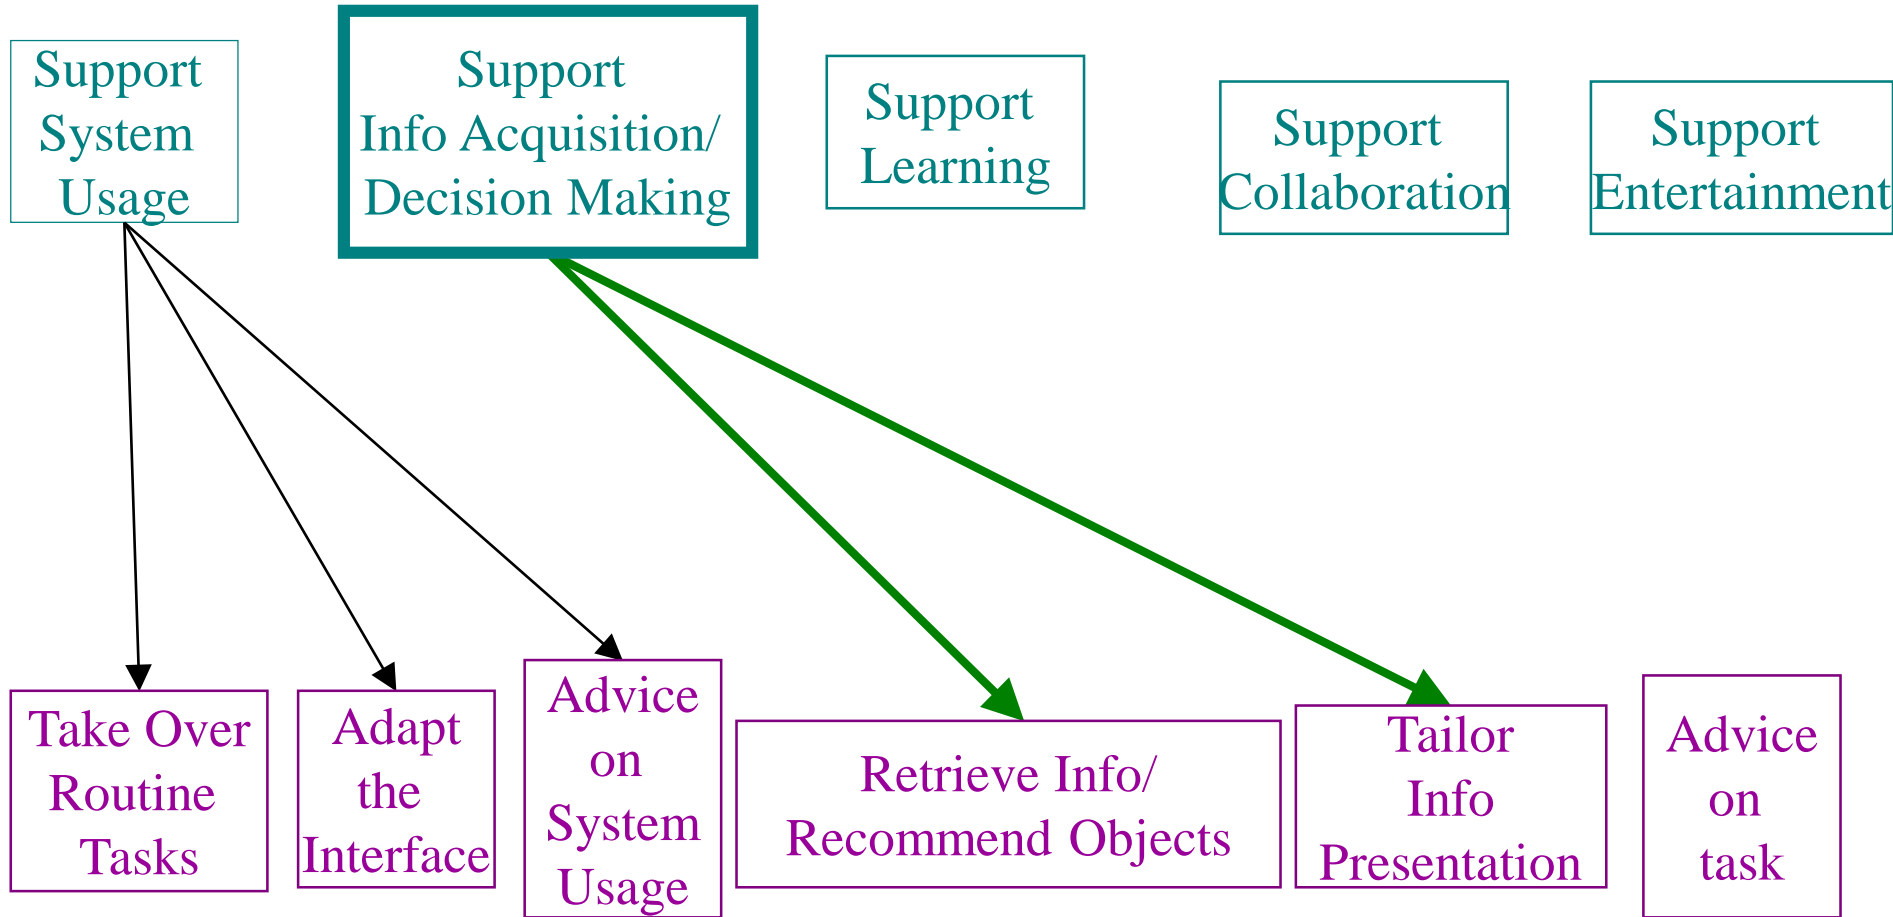 Support
System
Usage
Support
Info Acquisition/
Decision Making
Support
Learning
Support
Collaboration
Support
Entertainment
Take Over
Routine
Tasks
Adapt
the
Interface
Advice
on
System
Usage
Retrieve Info/
Recommend Objects
Tailor
Info
Presentation
Advice
on
task